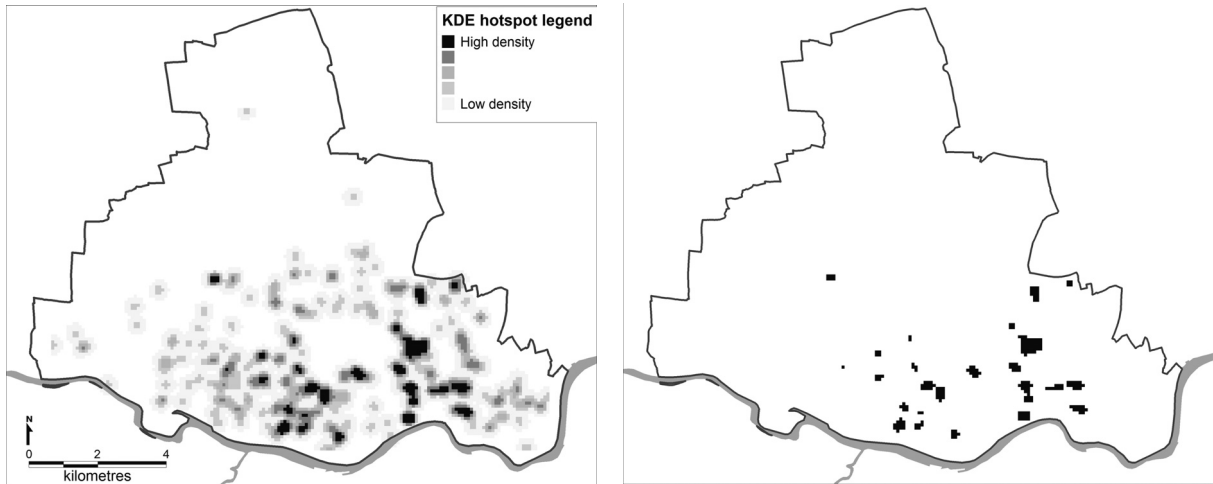 KDE hotspot legend
High density
Low density
N
0 2 4
kilometres